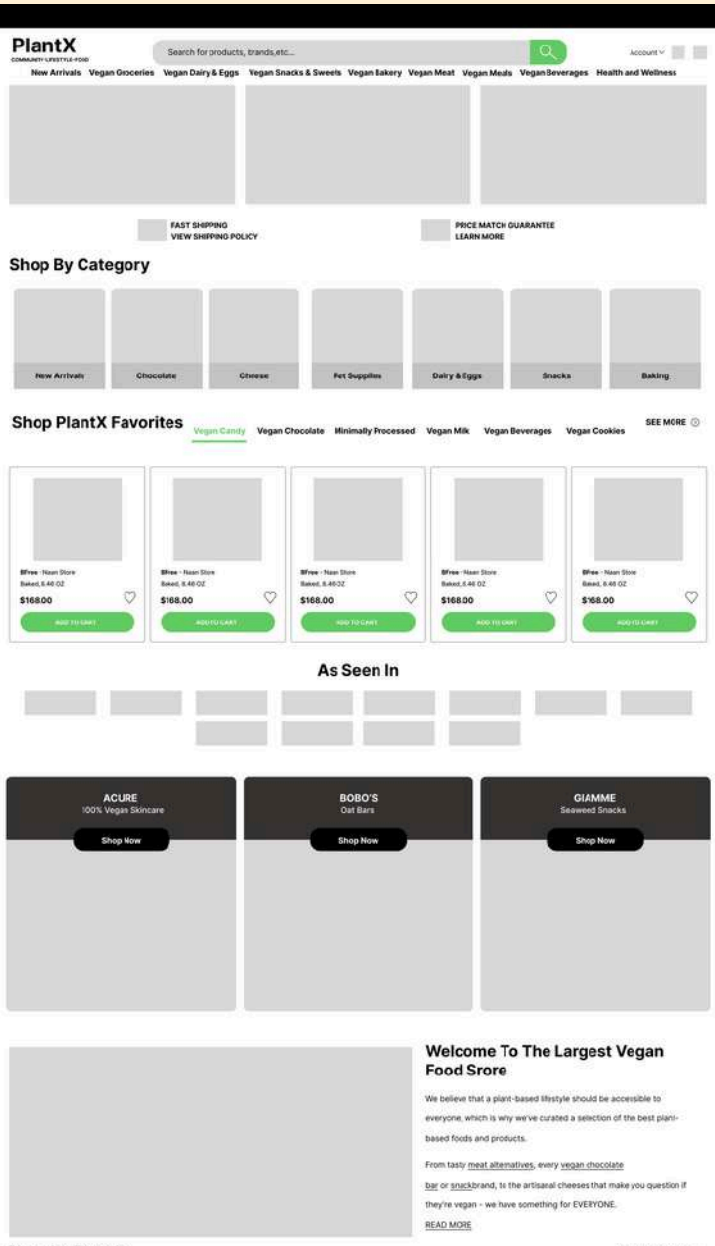 PlantX
COMMUNITY-LIFESTYLE-FOOD
Search for products, brands,etc...
Account
New Arrivals Vegan Groceries Vegan Dairy & Eggs Vegan Snacks & Sweets Vegan Bakery Vegan Meat Vegan Meals Vegan Beverages Health and Wellness
FAST SHIPPING
VIEW SHIPPING POLICY
PRICE MATCH GUARANTEE
LEARN MORE
Shop By Category
New Arrivals Chocolate Cheese Pet Supplies Dairy & Eggs Snacks Baking
Shop PlantX Favorites
Vegan Candy Vegan Chocolate Minimally Processed Vegan Milk Vegan Beverages Vegan Cookies
SEE MORE
BFree - Naan Store
Baked, 8.46 OZ
$168.00
ADD TO CART
BFree - Naan Store
Baked, 8.46 OZ
$168.00
ADD TO CART
BFree - Naan Store
Baked, 8.46 OZ
$168.00
ADD TO CART
BFree - Naan Store
Baked, 8.46 OZ
$168.00
ADD TO CART
BFree - Naan Store
Baked, 8.46 OZ
$168.00
ADD TO CART
As Seen In
ACURE
100% Vegan Skincare
Shop Now
BOBO'S
Oat Bars
Shop Now
GIAMME
Seaweed Snacks
Shop Now
Welcome To The Largest Vegan
Food Srore
We believe that a plant-based lifestyle should be accessible to
everyone, which is why we've curated a selection of the best plant-
based foods and products.
From tasty meat alternatives, every vegan chocolate
bar or snackbrand, to the artisanal cheeses that make you question if
they're vegan - we have something for EVERYONE.
READ MORE